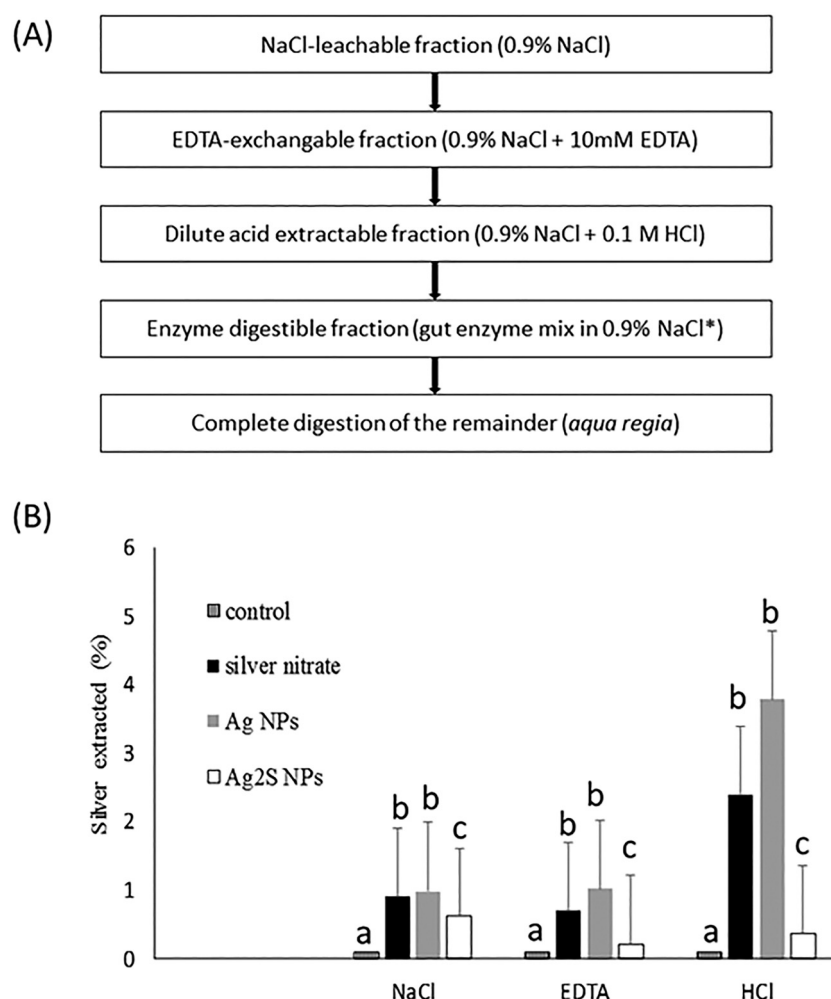 (A)
NaCl-leachable fraction (0.9% NaCl)
EDTA-exchangable fraction (0.9% NaCl + 10mM EDTA)
Dilute acid extractable fraction (0.9% NaCl + 0.1 M HCl)
Enzyme digestible fraction (gut enzyme mix in 0.9% NaCl*)
Complete digestion of the remainder (aqua regia)
(B)
Silver extracted (%)
6
5
4
3
2
1
0
control
silver nitrate
Ag NPs
Ag2S NPs
a b b c
a b b c
a b b c
NaCl EDTA HCl